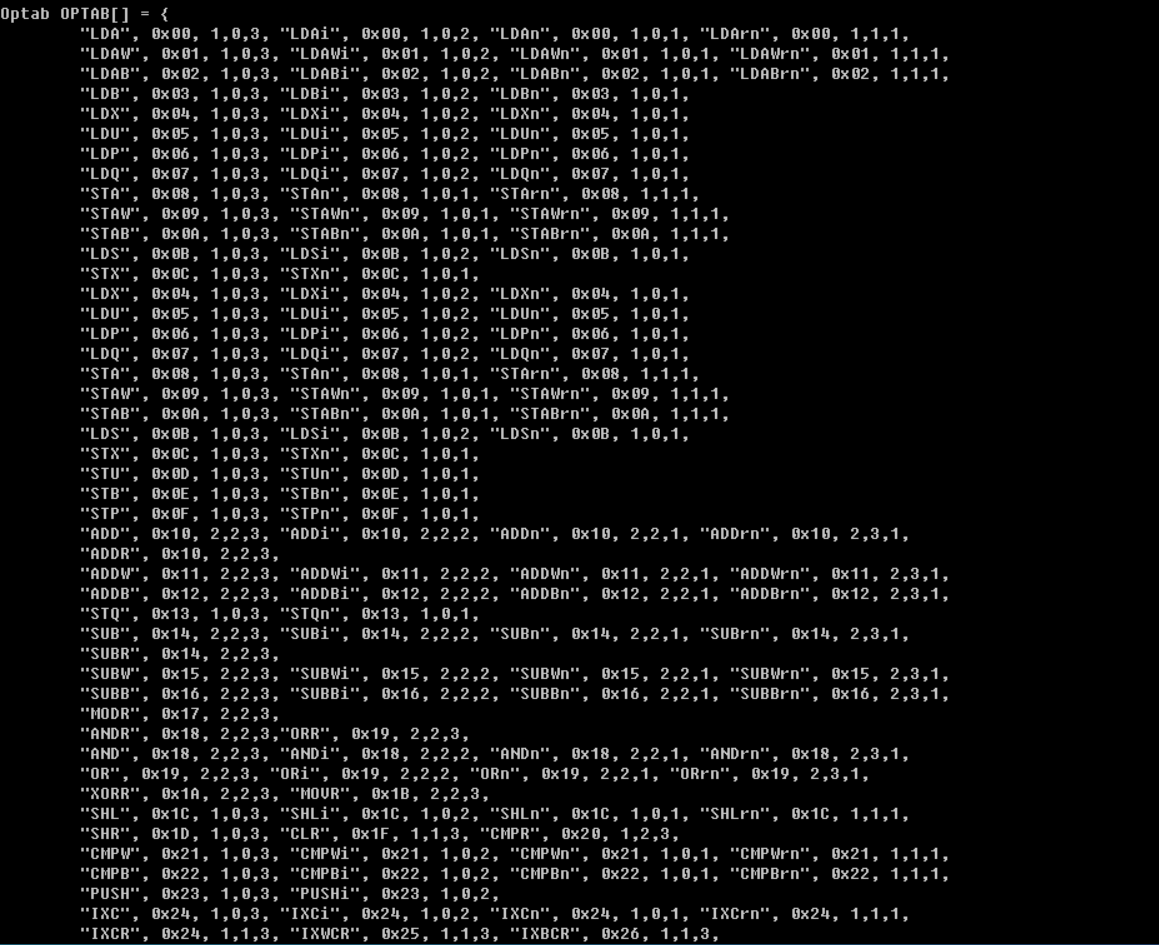 Optab OPTAB[] = {
"LDA", 0x00, 1,0,3, "LDAi", 0x00, 1,0,2, "LDAn", 0x00, 1,0,1, "LDArn", 0x00, 1,1,1,
"LDAW", 0x01, 1,0,3, "LDAWi", 0x01, 1,0,2, "LDAWn", 0x01, 1,0,1, "LDAWrn", 0x01, 1,1,1,
"LDAB", 0x02, 1,0,3, "LDABi", 0x02, 1,0,2, "LDABn", 0x02, 1,0,1, "LDABrn", 0x02, 1,1,1,
"LDB", 0x03, 1,0,3, "LDBi", 0x03, 1,0,2, "LDBn", 0x03, 1,0,1,
"LDX", 0x04, 1,0,3, "LDXi", 0x04, 1,0,2, "LDXn", 0x04, 1,0,1,
"LDU", 0x05, 1,0,3, "LDUi", 0x05, 1,0,2, "LDUn", 0x05, 1,0,1,
"LDP", 0x06, 1,0,3, "LDPi", 0x06, 1,0,2, "LDPn", 0x06, 1,0,1,
"LDQ", 0x07, 1,0,3, "LDQi", 0x07, 1,0,2, "LDQn", 0x07, 1,0,1,
"STA", 0x08, 1,0,3, "STAn", 0x08, 1,0,1, "STArn", 0x08, 1,1,1,
"STAW", 0x09, 1,0,3, "STAWn", 0x09, 1,0,1, "STAWrn", 0x09, 1,1,1,
"STAB", 0x0A, 1,0,3, "STABn", 0x0A, 1,0,1, "STABrn", 0x0A, 1,1,1,
"LDS", 0x0B, 1,0,3, "LDSi", 0x0B, 1,0,2, "LDSn", 0x0B, 1,0,1,
"STX", 0x0C, 1,0,3, "STXn", 0x0C, 1,0,1,
"LDX", 0x04, 1,0,3, "LDXi", 0x04, 1,0,2, "LDXn", 0x04, 1,0,1,
"LDU", 0x05, 1,0,3, "LDUi", 0x05, 1,0,2, "LDUn", 0x05, 1,0,1,
"LDP", 0x06, 1,0,3, "LDPi", 0x06, 1,0,2, "LDPn", 0x06, 1,0,1,
"LDQ", 0x07, 1,0,3, "LDQi", 0x07, 1,0,2, "LDQn", 0x07, 1,0,1,
"STA", 0x08, 1,0,3, "STAn", 0x08, 1,0,1, "STArn", 0x08, 1,1,1,
"STAW", 0x09, 1,0,3, "STAWn", 0x09, 1,0,1, "STAWrn", 0x09, 1,1,1,
"STAB", 0x0A, 1,0,3, "STABn", 0x0A, 1,0,1, "STABrn", 0x0A, 1,1,1,
"LDS", 0x0B, 1,0,3, "LDSi", 0x0B, 1,0,2, "LDSn", 0x0B, 1,0,1,
"STX", 0x0C, 1,0,3, "STXn", 0x0C, 1,0,1,
"STU", 0x0D, 1,0,3, "STUn", 0x0D, 1,0,1,
"STB", 0x0E, 1,0,3, "STBn", 0x0E, 1,0,1,
"STP", 0x0F, 1,0,3, "STPn", 0x0F, 1,0,1,
"ADD", 0x10, 2,2,3, "ADDi", 0x10, 2,2,2, "ADDn", 0x10, 2,2,1, "ADDrn", 0x10, 2,3,1,
"ADDR", 0x10, 2,2,3,
"ADDW", 0x11, 2,2,3, "ADDWi", 0x11, 2,2,2, "ADDWn", 0x11, 2,2,1, "ADDWrn", 0x11, 2,3,1,
"ADDB", 0x12, 2,2,3, "ADDBi", 0x12, 2,2,2, "ADDBn", 0x12, 2,2,1, "ADDBrn", 0x12, 2,3,1,
"STQ", 0x13, 1,0,3, "STQn", 0x13, 1,0,1,
"SUB", 0x14, 2,2,3, "SUBi", 0x14, 2,2,2, "SUBn", 0x14, 2,2,1, "SUBrn", 0x14, 2,3,1,
"SUBR", 0x14, 2,2,3,
"SUBW", 0x15, 2,2,3, "SUBWi", 0x15, 2,2,2, "SUBWn", 0x15, 2,2,1, "SUBWrn", 0x15, 2,3,1,
"SUBB", 0x16, 2,2,3, "SUBBi", 0x16, 2,2,2, "SUBBn", 0x16, 2,2,1, "SUBBrn", 0x16, 2,3,1,
"MODR", 0x17, 2,2,3,
"ANDR", 0x18, 2,2,3,"ORR", 0x19, 2,2,3,
"AND", 0x18, 2,2,3, "ANDi", 0x18, 2,2,2, "ANDn", 0x18, 2,2,1, "ANDrn", 0x18, 2,3,1,
"OR", 0x19, 2,2,3, "ORi", 0x19, 2,2,2, "ORn", 0x19, 2,2,1, "ORrn", 0x19, 2,3,1,
"XORR", 0x1A, 2,2,3, "MOVR", 0x1B, 2,2,3,
"SHL", 0x1C, 1,0,3, "SHLi", 0x1C, 1,0,2, "SHLn", 0x1C, 1,0,1, "SHLrn", 0x1C, 1,1,1,
"SHR", 0x1D, 1,0,3, "CLR", 0x1F, 1,1,3, "CMPR", 0x20, 1,2,3,
"CMPW", 0x21, 1,0,3, "CMPWi", 0x21, 1,0,2, "CMPWn", 0x21, 1,0,1, "CMPWrn", 0x21, 1,1,1,
"CMPB", 0x22, 1,0,3, "CMPBi", 0x22, 1,0,2, "CMPBn", 0x22, 1,0,1, "CMPBrn", 0x22, 1,1,1,
"PUSH", 0x23, 1,0,3, "PUSHi", 0x23, 1,0,2,
"IXC", 0x24, 1,0,3, "IXCi", 0x24, 1,0,2, "IXCn", 0x24, 1,0,1, "IXCrn", 0x24, 1,1,1,
"IXCR", 0x24, 1,1,3, "IXWCR", 0x25, 1,1,3, "IXBCR", 0x26, 1,1,3,